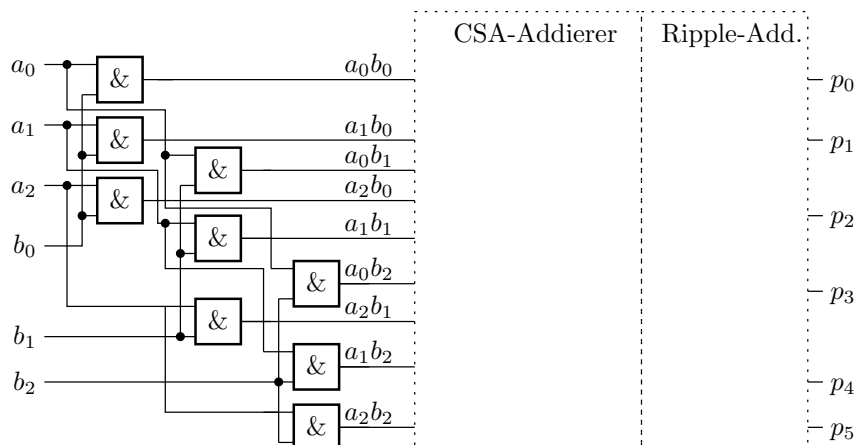 CSA-Addierer Ripple-Add.
a₀ & a₀b₀ p₀
a₁ & a₁b₀ p₁
& a₀b₁
a₂ & a₂b₀
& a₁b₁ p₂
b₀
& a₀b₂ p₃
& a₂b₁
b₁
& a₁b₂
b₂ p₄
& a₂b₂ p₅